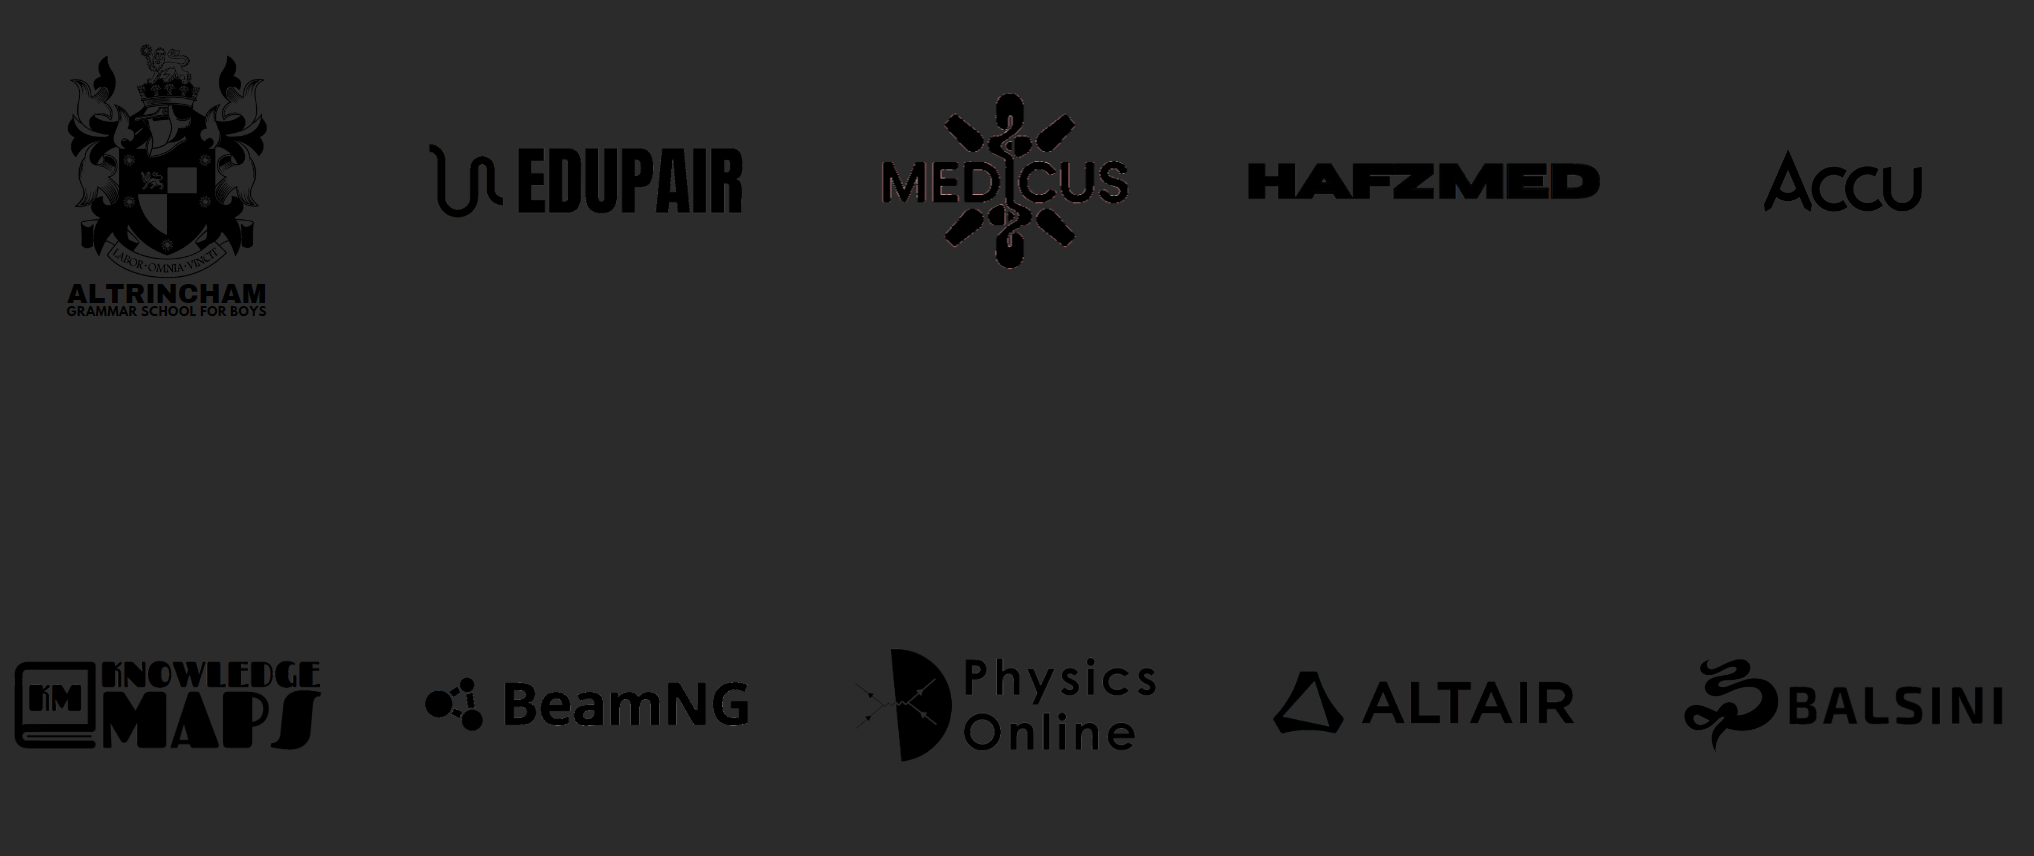 LABOR · OMNIA · VINCIT
ALTRINCHAM
GRAMMAR SCHOOL FOR BOYS
EDUPAIR
MEDICUS
HAFZMED
ACCU
KM
KNOWLEDGE
MAPS
BeamNG
Physics
Online
ALTAIR
BALSINI